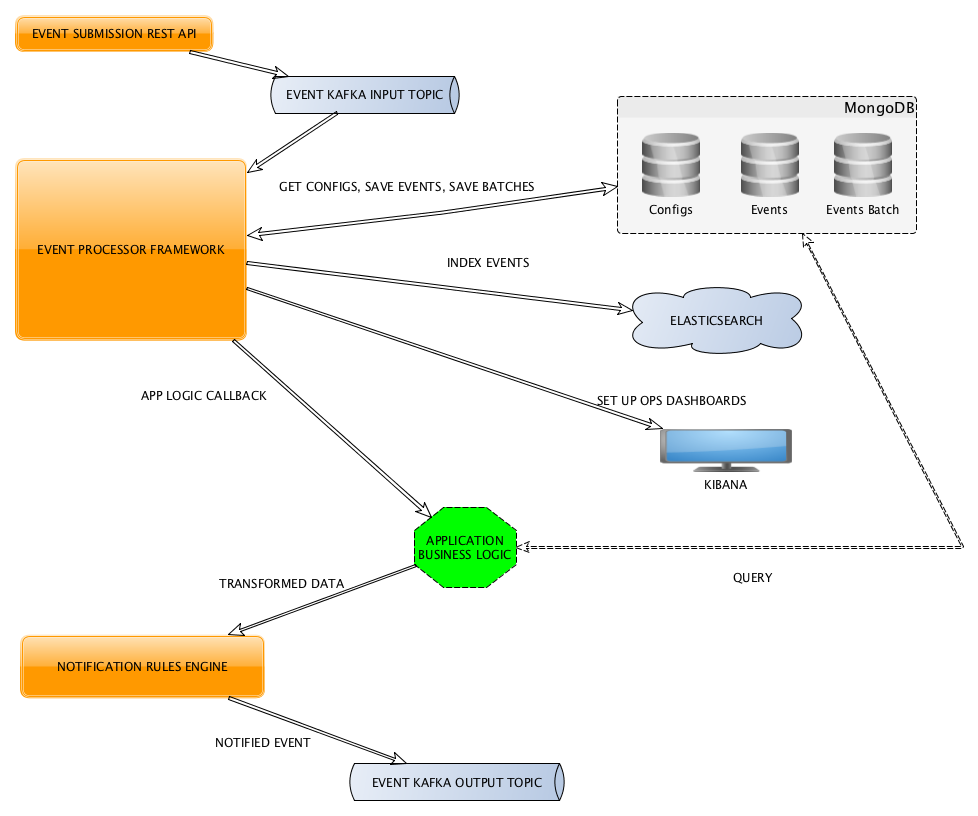 EVENT SUBMISSION REST API
EVENT KAFKA INPUT TOPIC
MongoDB
GET CONFIGS, SAVE EVENTS, SAVE BATCHES
Configs
Events
Events Batch
EVENT PROCESSOR FRAMEWORK
INDEX EVENTS
ELASTICSEARCH
APP LOGIC CALLBACK
SET UP OPS DASHBOARDS
KIBANA
APPLICATION
BUSINESS LOGIC
QUERY
TRANSFORMED DATA
NOTIFICATION RULES ENGINE
NOTIFIED EVENT
EVENT KAFKA OUTPUT TOPIC